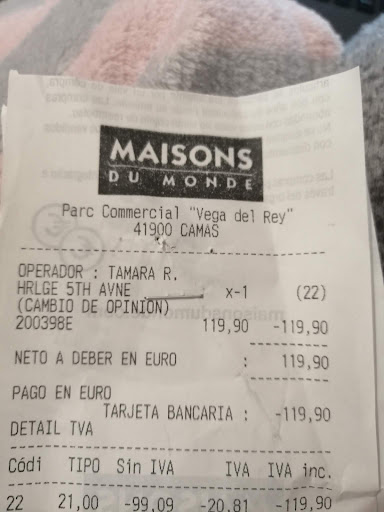 MAISONS
DU MONDE
Parc Commercial "Vega del Rey"
41900 CAMAS
OPERADOR : TAMARA R.
HRLGE 5TH AVNE x-1 (22)
(CAMBIO DE OPINION)
200398E 119,90 -119,90
NETO A DEBER EN EURO : 119,90
PAGO EN EURO
TARJETA BANCARIA : -119,90
DETAIL TVA
Códi TIPO Sin IVA IVA IVA inc.
22 21,00 -99,09 -20,81 -119,90